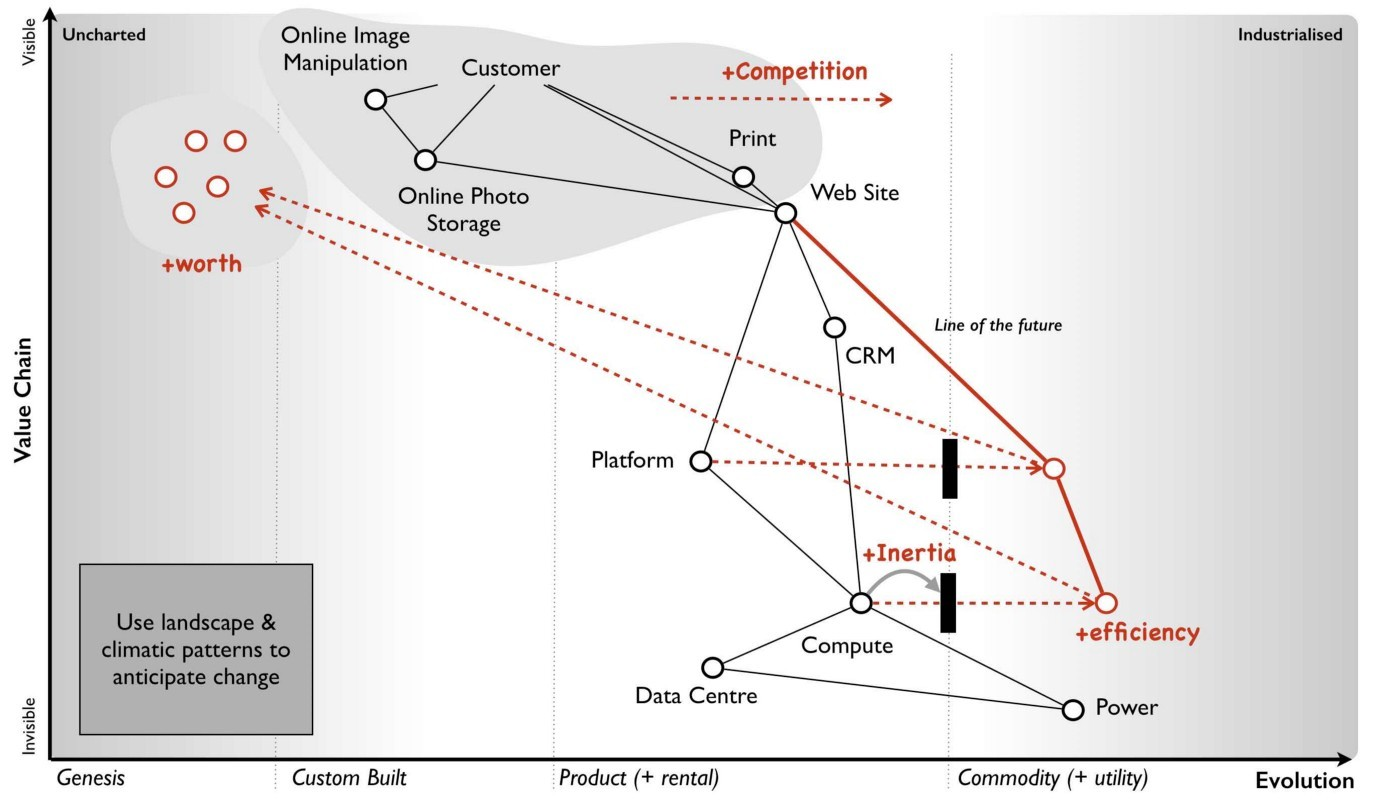 Visible
Uncharted
Industrialised
Online Image
Manipulation
Customer
+Competition
Print
Web Site
Online Photo
Storage
+worth
Line of the future
CRM
Value Chain
Platform
+Inertia
Use landscape &
climatic patterns to
anticipate change
+efficiency
Compute
Data Centre
Power
Invisible
Genesis
Custom Built
Product (+ rental)
Commodity (+ utility)
Evolution